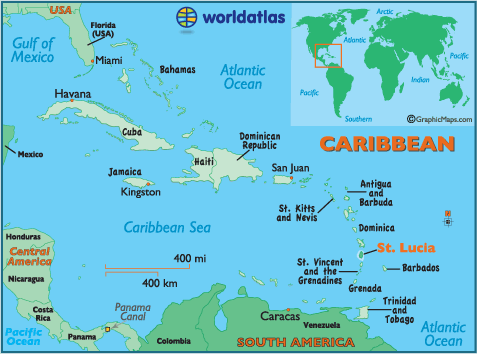 USA
worldatlas
Arctic
Atlantic
Pacific
Indian
Pacific
Southern
©GraphicMaps.com
Florida
(USA)
Gulf of
Mexico
Miami
Bahamas
Atlantic
Ocean
Havana
CARIBBEAN
Cuba
Dominican
Republic
Mexico
Haiti
San Juan
Jamaica
Kingston
Antigua
and
Barbuda
St. Kitts
and Nevis
Caribbean Sea
Dominica
St. Lucia
Honduras
Central
America
400 mi
400 km
St. Vincent
and the
Grenadines
Barbados
Nicaragua
Grenada
Costa
Rica
Panama
Canal
Caracas
Trinidad
and
Tobago
Pacific
Ocean
Panama
Colombia
Venezuela
SOUTH AMERICA
Atlantic
Ocean